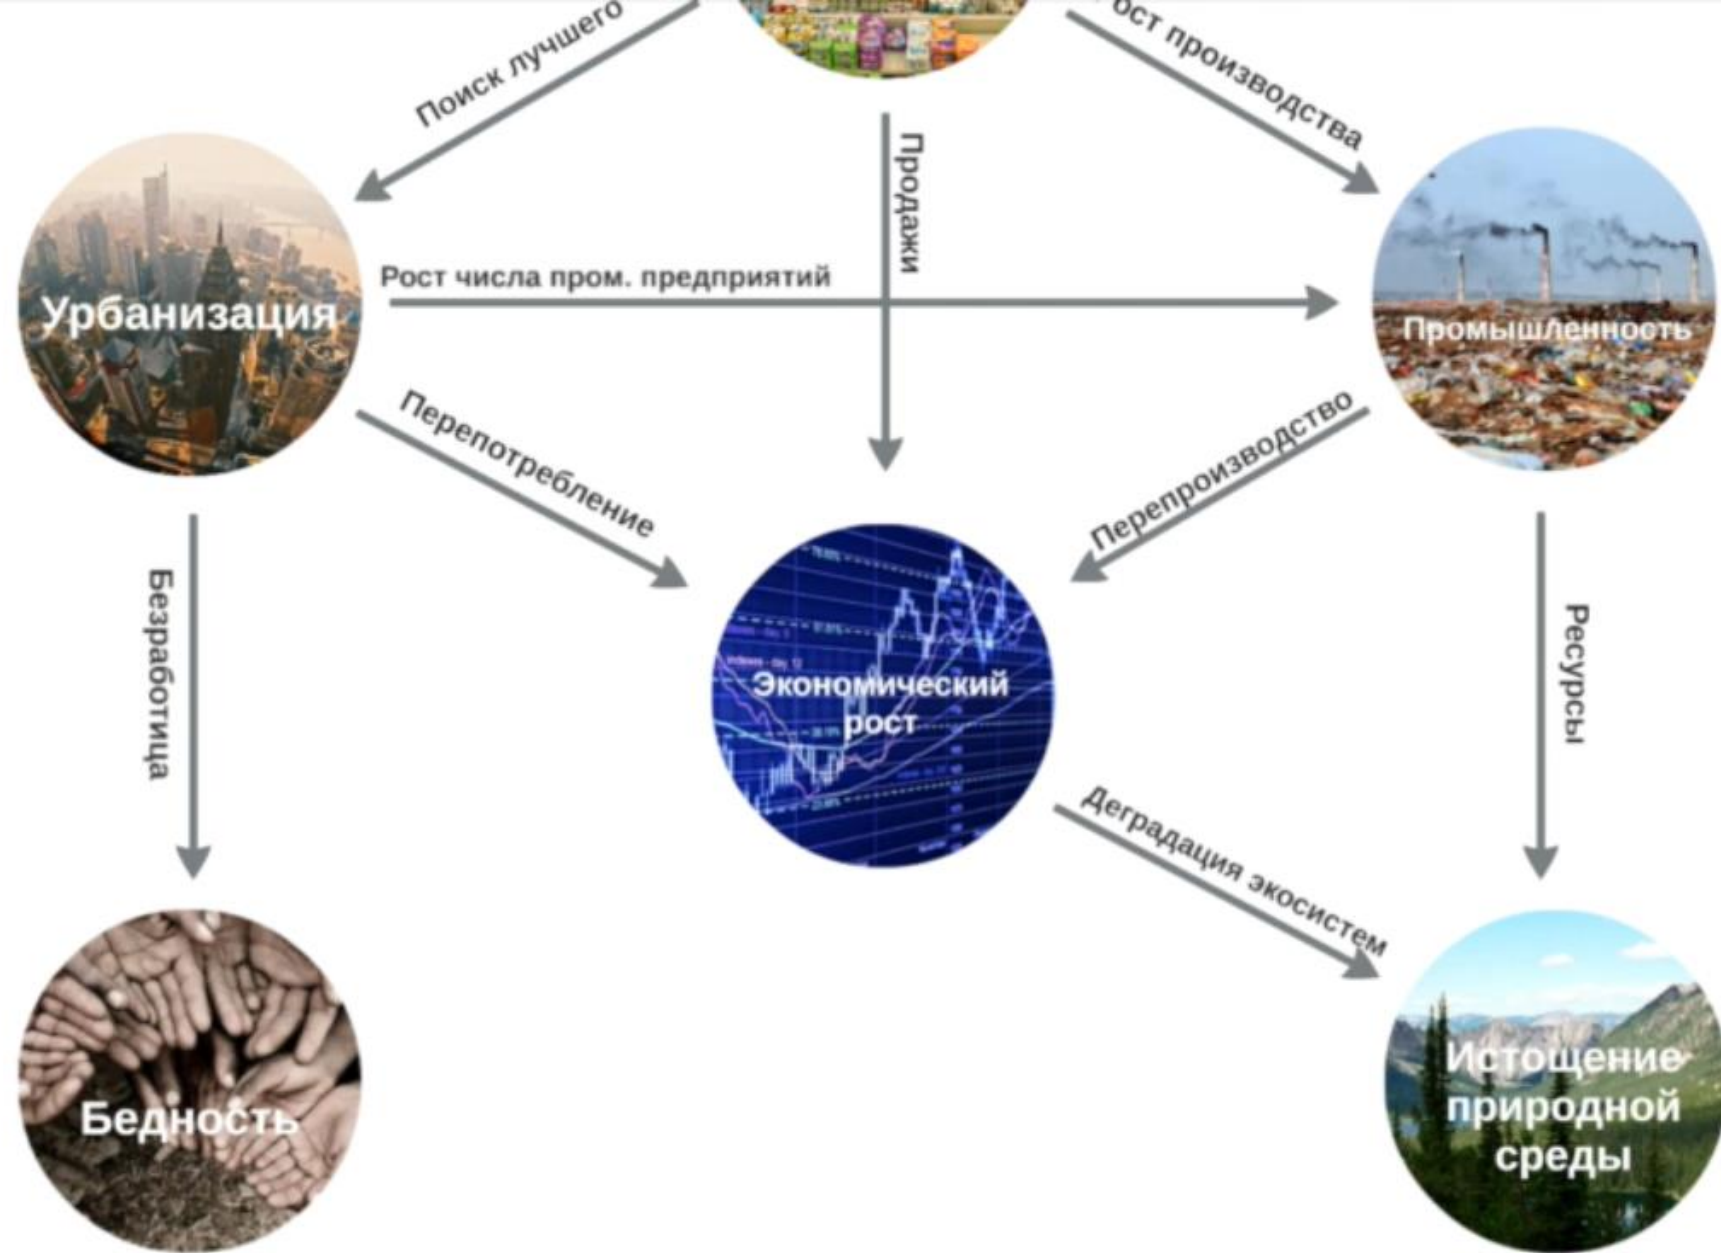 Поиск лучшего
ост производства
Продажи
Урбанизация
Рост числа пром. предприятий
Промышленность
Перепотребление
Перепроизводство
Безработица
Экономический
рост
Ресурсы
Деградация экосистем
Бедность
Истощение
природной
среды